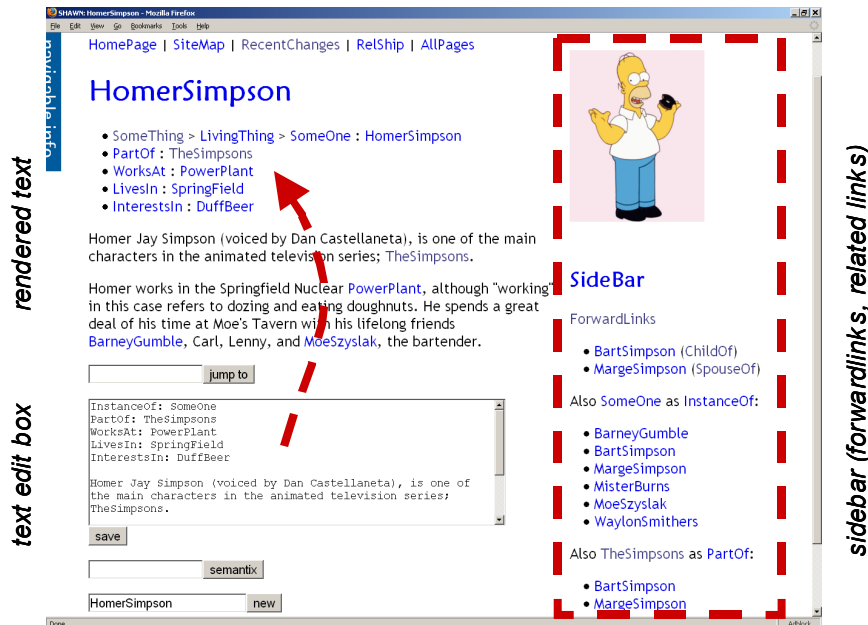 SHAWN: HomerSimpson - Mozilla Firefox
File Edit View Go Bookmarks Tools Help
navigable info
HomePage | SiteMap | RecentChanges | RelShip | AllPages
HomerSimpson
• SomeThing > LivingThing > SomeOne : HomerSimpson
• PartOf : TheSimpsons
• WorksAt : PowerPlant
• LivesIn : SpringField
• InterestsIn : DuffBeer
Homer Jay Simpson (voiced by Dan Castellaneta), is one of the main
characters in the animated television series; TheSimpsons.
Homer works in the Springfield Nuclear PowerPlant, although "working"
in this case refers to dozing and eating doughnuts. He spends a great
deal of his time at Moe's Tavern with his lifelong friends
BarneyGumble, Carl, Lenny, and MoeSzyslak, the bartender.
jump to
InstanceOf: SomeOne
PartOf: TheSimpsons
WorksAt: PowerPlant
LivesIn: SpringField
InterestsIn: DuffBeer
Homer Jay Simpson (voiced by Dan Castellaneta), is one of
the main characters in the animated television series;
TheSimpsons.
save
semantix
HomerSimpson new
Done
SideBar
ForwardLinks
• BartSimpson (ChildOf)
• MargeSimpson (SpouseOf)
Also SomeOne as InstanceOf:
• BarneyGumble
• BartSimpson
• MargeSimpson
• MisterBurns
• MoeSzyslak
• WaylonSmithers
Also TheSimpsons as PartOf:
• BartSimpson
• MargeSimpson
Adblock
rendered text
text edit box
sidebar (forwardlinks, related links)